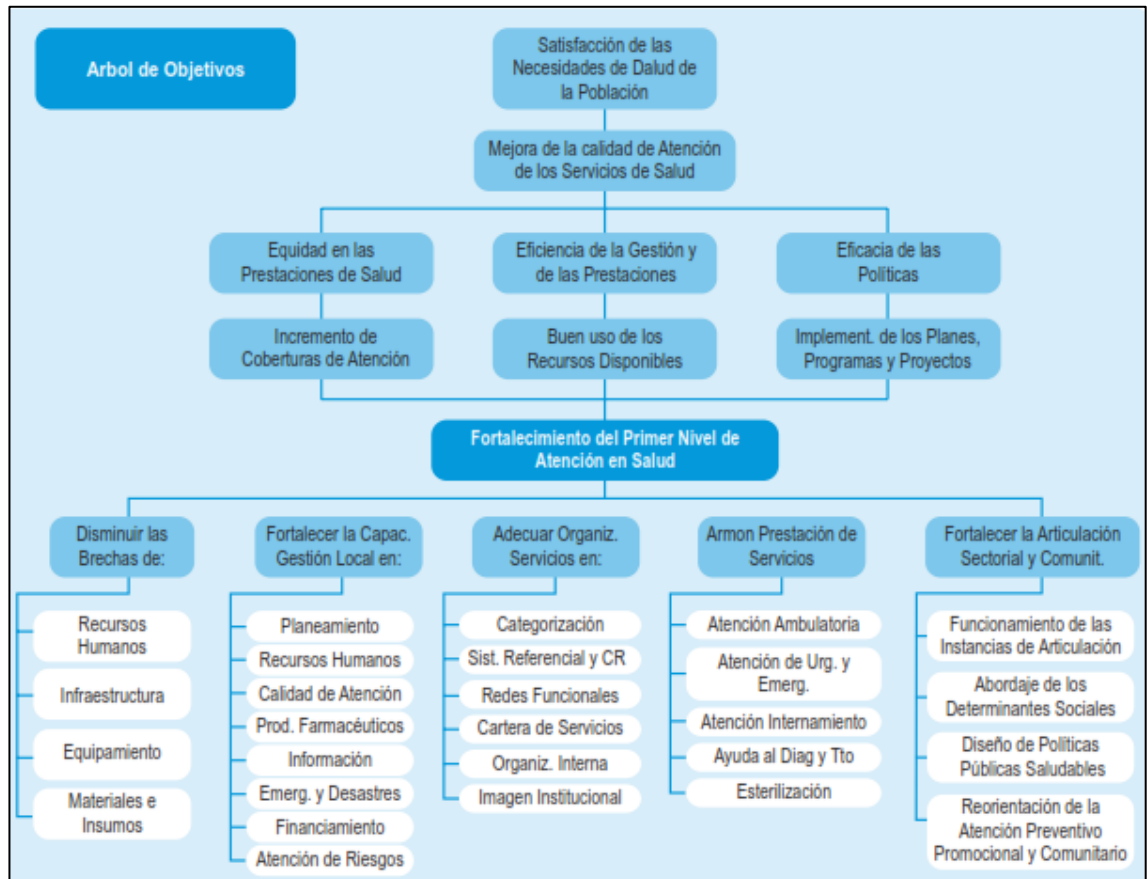 Arbol de Objetivos
Satisfacción de las
Necesidades de Dalud de
la Población
Mejora de la calidad de Atención
de los Servicios de Salud
Equidad en las
Prestaciones de Salud
Eficiencia de la Gestión y
de las Prestaciones
Eficacia de las
Políticas
Incremento de
Coberturas de Atención
Buen uso de los
Recursos Disponibles
Implement. de los Planes,
Programas y Proyectos
Fortalecimiento del Primer Nivel de
Atención en Salud
Disminuir las
Brechas de:
Recursos
Humanos
Infraestructura
Equipamiento
Materiales e
Insumos
Fortalecer la Capac.
Gestión Local en:
Planeamiento
Recursos Humanos
Calidad de Atención
Prod. Farmacéuticos
Información
Emerg. y Desastres
Financiamiento
Atención de Riesgos
Adecuar Organiz.
Servicios en:
Categorización
Sist. Referencial y CR
Redes Funcionales
Cartera de Servicios
Organiz. Interna
Imagen Institucional
Armon Prestación de
Servicios
Atención Ambulatoria
Atención de Urg. y
Emerg.
Atención Internamiento
Ayuda al Diag y Tto
Esterilización
Fortalecer la Articulación
Sectorial y Comunit.
Funcionamiento de las
Instancias de Articulación
Abordaje de los
Determinantes Sociales
Diseño de Políticas
Públicas Saludables
Reorientación de la
Atención Preventivo
Promocional y Comunitario